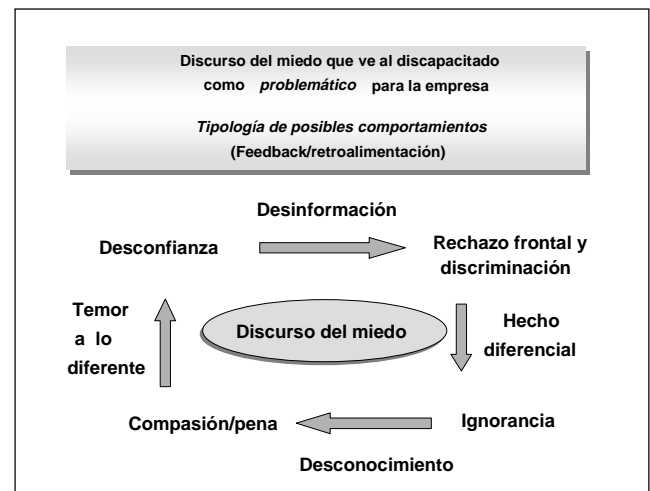 Discurso del miedo que ve al discapacitado
como problemático para la empresa
Tipología de posibles comportamientos
(Feedback/retroalimentación)
Desinformación
Desconfianza
Rechazo frontal y
discriminación
Temor
a lo
diferente
Discurso del miedo
Hecho
diferencial
Compasión/pena
Ignorancia
Desconocimiento